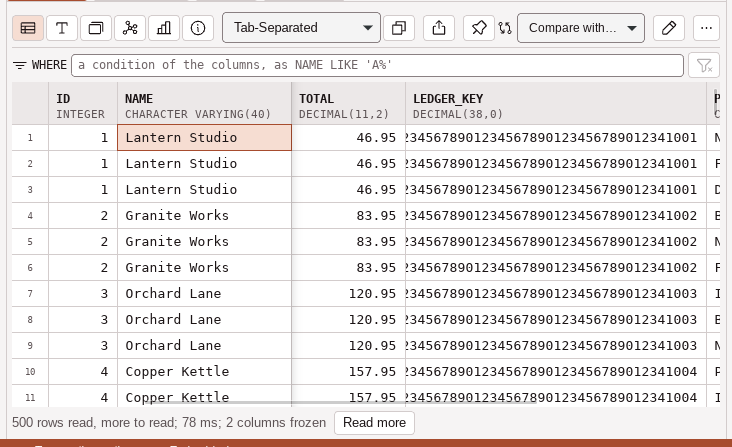 T Tab-Separated Compare with... ...
WHERE a condition of the columns, as NAME LIKE 'A%'
ID NAME TOTAL LEDGER_KEY
INTEGER CHARACTER VARYING(40) DECIMAL(11,2) DECIMAL(38,0)
1 1 Lantern Studio 46.95 2345678901234567890123456789012341001 N
2 1 Lantern Studio 46.95 2345678901234567890123456789012341001 F
3 1 Lantern Studio 46.95 2345678901234567890123456789012341001 D
4 2 Granite Works 83.95 2345678901234567890123456789012341002 B
5 2 Granite Works 83.95 2345678901234567890123456789012341002 N
6 2 Granite Works 83.95 2345678901234567890123456789012341002 F
7 3 Orchard Lane 120.95 2345678901234567890123456789012341003 I
8 3 Orchard Lane 120.95 2345678901234567890123456789012341003 B
9 3 Orchard Lane 120.95 2345678901234567890123456789012341003 N
10 4 Copper Kettle 157.95 2345678901234567890123456789012341004 P
11 4 Copper Kettle 157.95 2345678901234567890123456789012341004 I
500 rows read, more to read; 78 ms; 2 columns frozen Read more